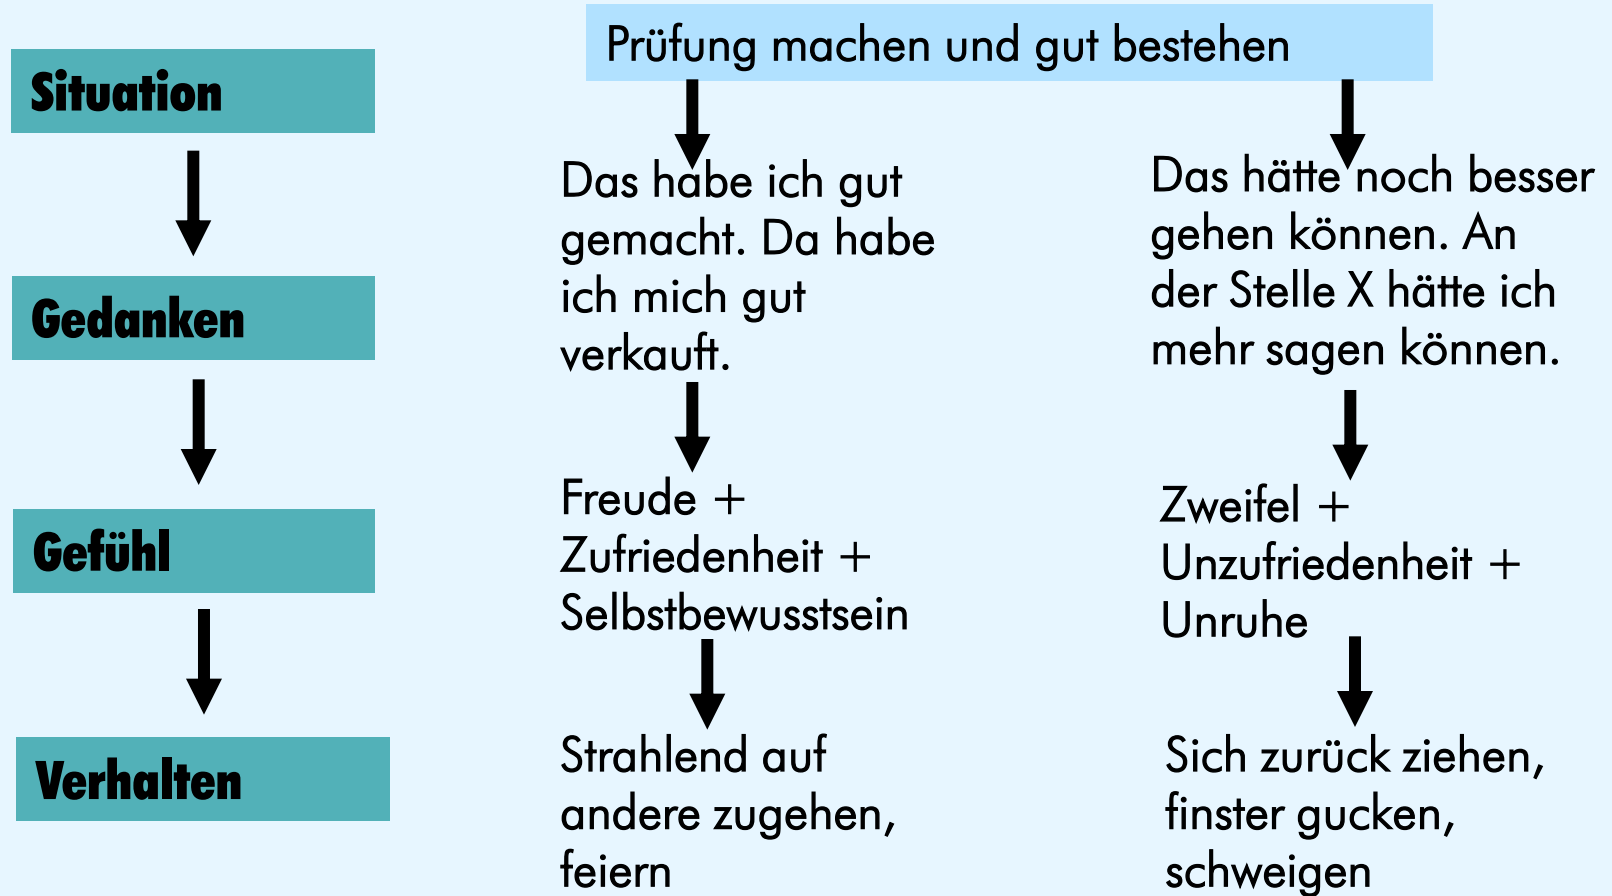 Prüfung machen und gut bestehen
Situation
Gedanken
Gefühl
Verhalten
Das habe ich gut
gemacht. Da habe
ich mich gut
verkauft.
Freude +
Zufriedenheit +
Selbstbewusstsein
Strahlend auf
andere zugehen,
feiern
Das hätte noch besser
gehen können. An
der Stelle X hätte ich
mehr sagen können.
Zweifel +
Unzufriedenheit +
Unruhe
Sich zurück ziehen,
finster gucken,
schweigen